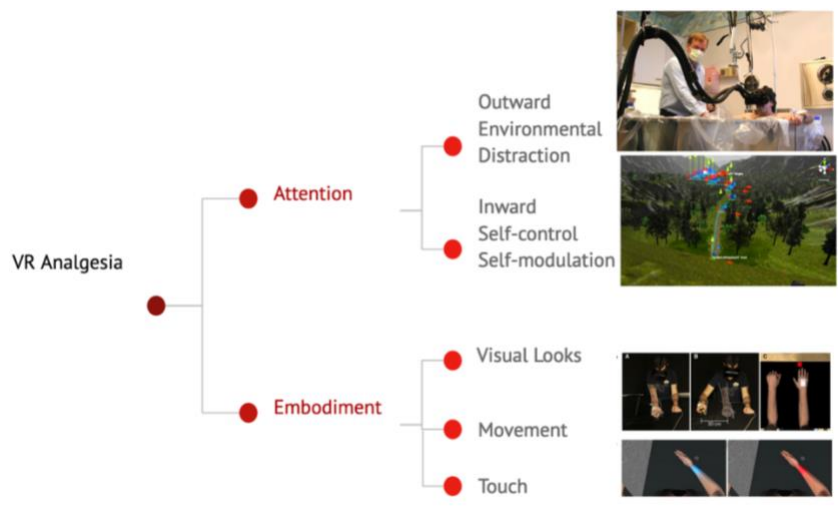 VR Analgesia
Attention
Outward
Environmental
Distraction
Inward
Self-control
Self-modulation
Embodiment
Visual Looks
Movement
Touch
A
B
C